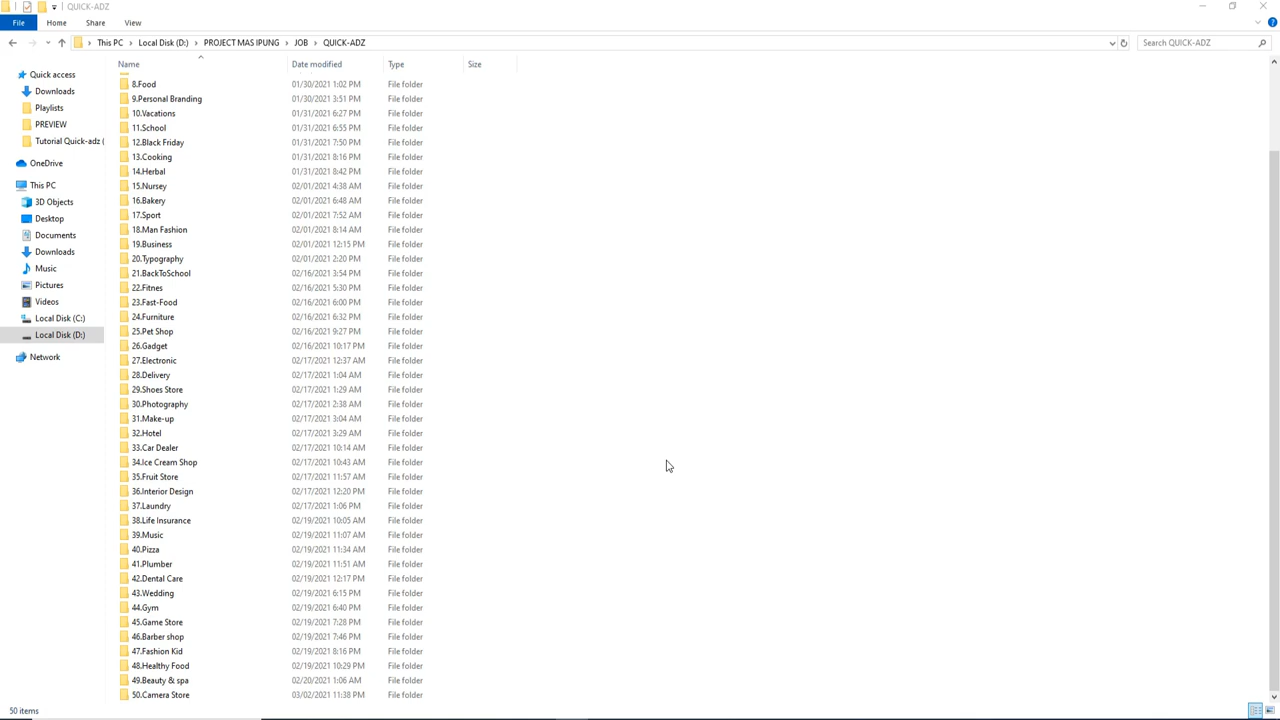 QUICK-ADZ
File Home Share View
This PC Local Disk (D:) PROJECT MAS IPUNG JOB QUICK-ADZ Search QUICK-ADZ
Name Date modified Type Size
Quick access
Downloads
Playlists
PREVIEW
Tutorial Quick-adz (
OneDrive
This PC
3D Objects
Desktop
Documents
Downloads
Music
Pictures
Videos
Local Disk (C:)
Local Disk (D:)
Network
8.Food 01/30/2021 1:02 PM File folder
9.Personal Branding 01/30/2021 3:51 PM File folder
10.Vacations 01/31/2021 6:27 PM File folder
11.School 01/31/2021 6:55 PM File folder
12.Black Friday 01/31/2021 7:50 PM File folder
13.Cooking 01/31/2021 8:16 PM File folder
14.Herbal 01/31/2021 8:42 PM File folder
15.Nursey 02/01/2021 4:38 AM File folder
16.Bakery 02/01/2021 6:48 AM File folder
17.Sport 02/01/2021 7:52 AM File folder
18.Man Fashion 02/01/2021 8:14 AM File folder
19.Business 02/01/2021 12:15 PM File folder
20.Typography 02/01/2021 2:20 PM File folder
21.BackToSchool 02/16/2021 3:54 PM File folder
22.Fitnes 02/16/2021 5:30 PM File folder
23.Fast-Food 02/16/2021 6:00 PM File folder
24.Furniture 02/16/2021 6:32 PM File folder
25.Pet Shop 02/16/2021 9:27 PM File folder
26.Gadget 02/16/2021 10:17 PM File folder
27.Electronic 02/17/2021 12:37 AM File folder
28.Delivery 02/17/2021 1:04 AM File folder
29.Shoes Store 02/17/2021 1:29 AM File folder
30.Photography 02/17/2021 2:38 AM File folder
31.Make-up 02/17/2021 3:04 AM File folder
32.Hotel 02/17/2021 3:29 AM File folder
33.Car Dealer 02/17/2021 10:14 AM File folder
34.Ice Cream Shop 02/17/2021 10:43 AM File folder
35.Fruit Store 02/17/2021 11:57 AM File folder
36.Interior Design 02/17/2021 12:20 PM File folder
37.Laundry 02/17/2021 1:06 PM File folder
38.Life Insurance 02/19/2021 10:05 AM File folder
39.Music 02/19/2021 11:07 AM File folder
40.Pizza 02/19/2021 11:34 AM File folder
41.Plumber 02/19/2021 11:51 AM File folder
42.Dental Care 02/19/2021 12:17 PM File folder
43.Wedding 02/19/2021 6:15 PM File folder
44.Gym 02/19/2021 6:40 PM File folder
45.Game Store 02/19/2021 7:28 PM File folder
46.Barber shop 02/19/2021 7:46 PM File folder
47.Fashion Kid 02/19/2021 8:16 PM File folder
48.Healthy Food 02/19/2021 10:29 PM File folder
49.Beauty & spa 02/20/2021 1:06 AM File folder
50.Camera Store 03/02/2021 11:38 PM File folder
50 items